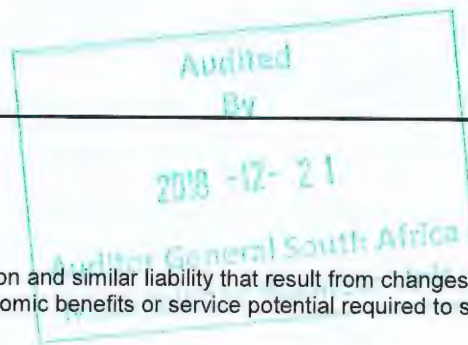 Audited
By
2018 -12- 21
Auditor General South Africa
on and similar liability that result from changes
omic benefits or service potential required to s